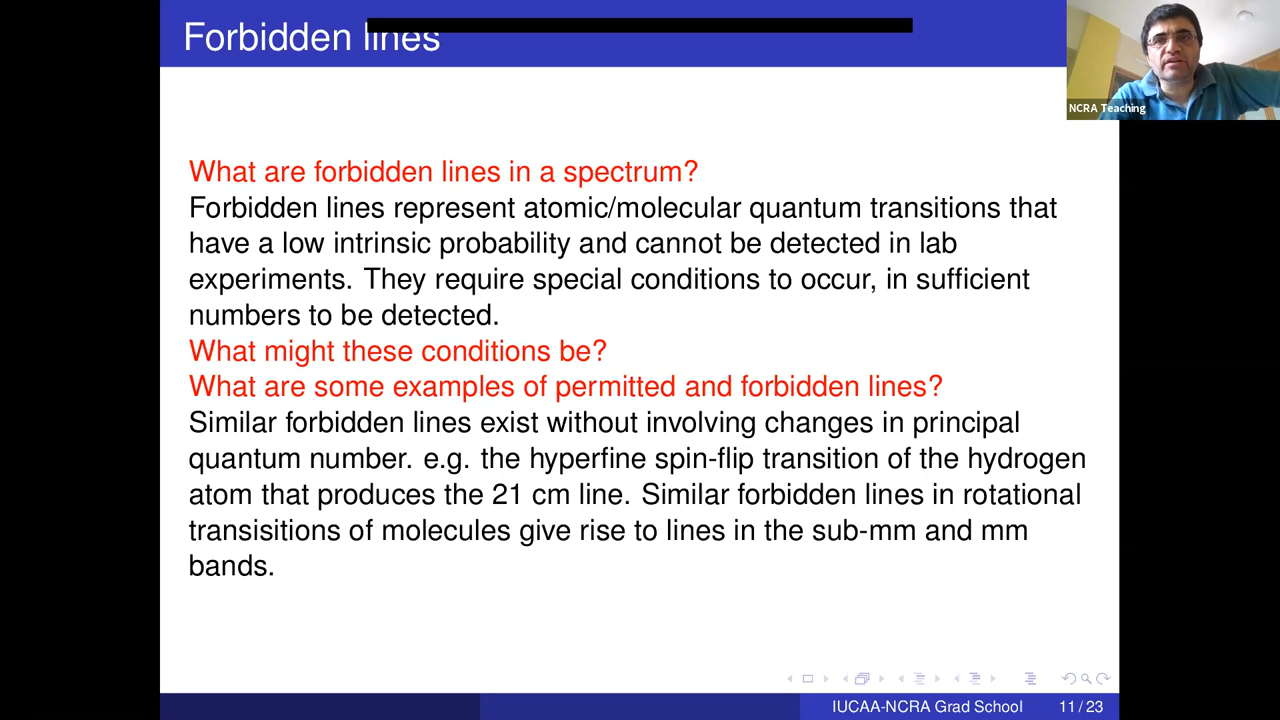 Forbidden lines
NCRA Teaching
What are forbidden lines in a spectrum?
Forbidden lines represent atomic/molecular quantum transitions that
have a low intrinsic probability and cannot be detected in lab
experiments. They require special conditions to occur, in sufficient
numbers to be detected.
What might these conditions be?
What are some examples of permitted and forbidden lines?
Similar forbidden lines exist without involving changes in principal
quantum number. e.g. the hyperfine spin-flip transition of the hydrogen
atom that produces the 21 cm line. Similar forbidden lines in rotational
transisitions of molecules give rise to lines in the sub-mm and mm
bands.
IUCAA-NCRA Grad School 11 / 23